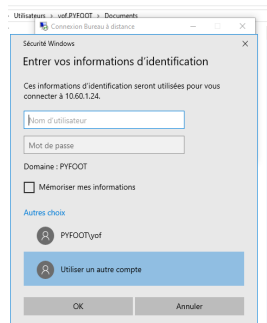 Utilisateurs > yof.PYFOOT > Documents
Connexion Bureau à distance
Sécurité Windows
Entrer vos informations d'identification
Ces informations d'identification seront utilisées pour vous
connecter à 10.60.1.24.
Nom d'utilisateur
Mot de passe
Domaine : PYFOOT
Mémoriser mes informations
Autres choix
PYFOOT\yof
Utiliser un autre compte
OK
Annuler